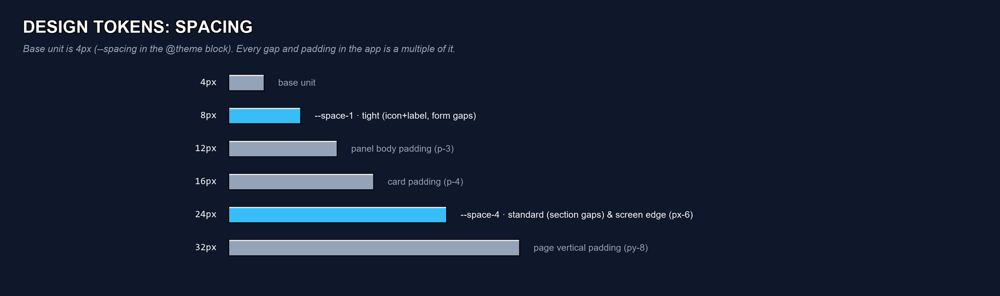 DESIGN TOKENS: SPACING
Base unit is 4px (--spacing in the @theme block). Every gap and padding in the app is a multiple of it.
4px base unit
8px --space-1 · tight (icon+label, form gaps)
12px panel body padding (p-3)
16px card padding (p-4)
24px --space-4 · standard (section gaps) & screen edge (px-6)
32px page vertical padding (py-8)